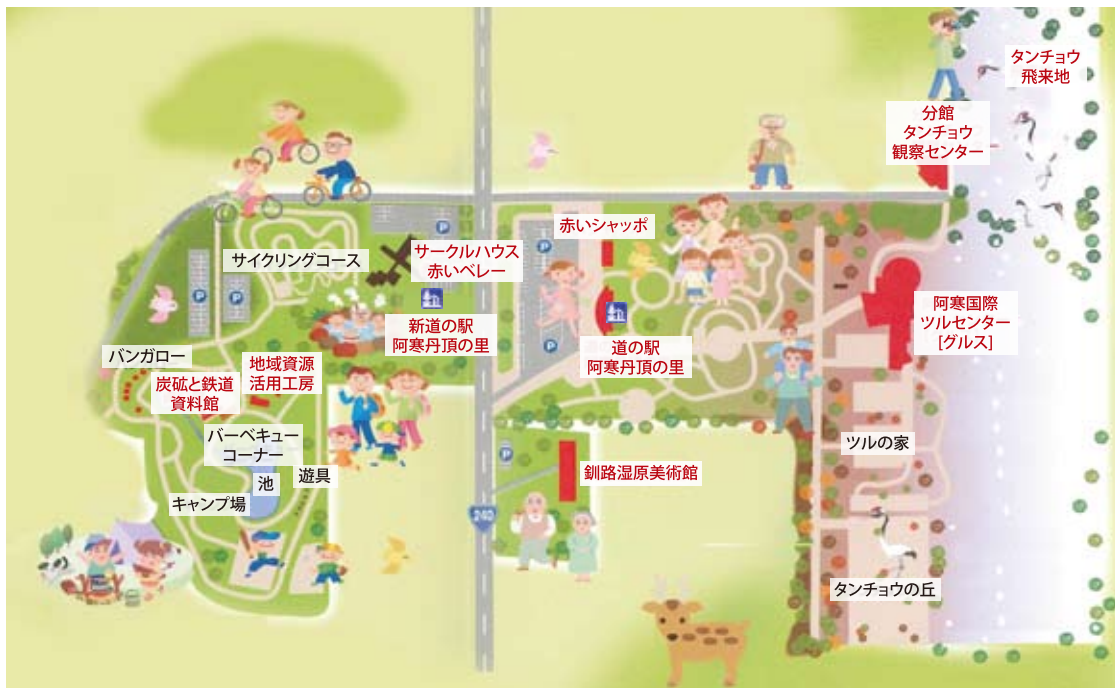 タンチョウ
飛来地
分館
タンチョウ
観察センター
赤いシャッポ
サークルハウス
赤いベレー
サイクリングコース
P
P
P
P
P
P
新道の駅
阿寒丹頂の里
道の駅
阿寒丹頂の里
阿寒国際
ツルセンター
[グルス]
バンガロー
地域資源
活用工房
炭砿と鉄道
資料館
バーベキュー
コーナー
池
遊具
キャンプ場
釧路湿原美術館
ツルの家
240
タンチョウの丘